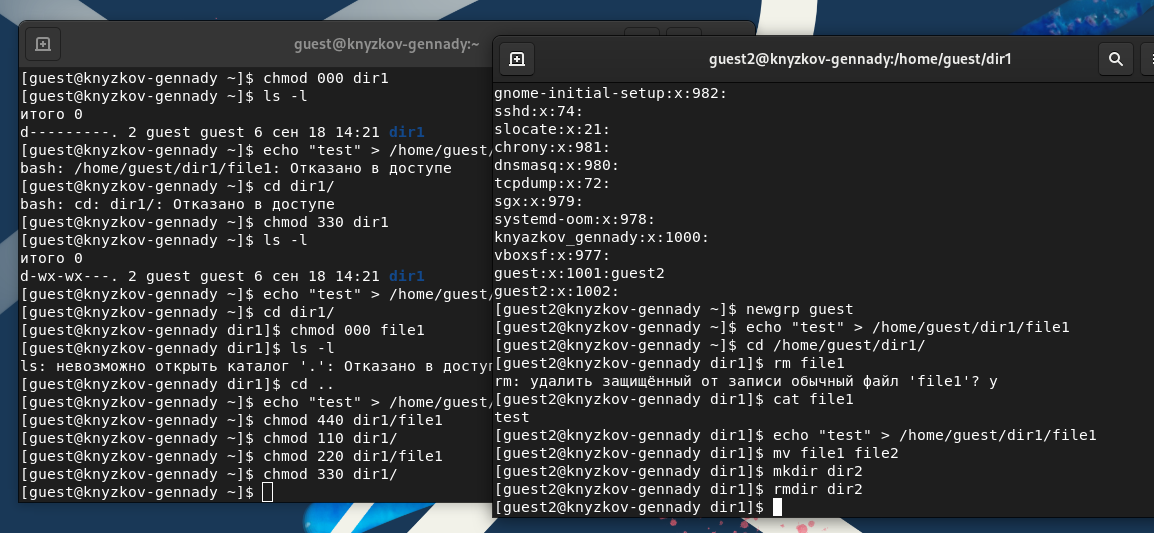 guest@knyzkov-gennady:~
[guest@knyzkov-gennady ~]$ chmod 000 dir1
[guest@knyzkov-gennady ~]$ ls -l
итого 0
d---------. 2 guest guest 6 сен 18 14:21 dir1
[guest@knyzkov-gennady ~]$ echo "test" > /home/guest/
bash: /home/guest/dir1/file1: Отказано в доступе
[guest@knyzkov-gennady ~]$ cd dir1/
bash: cd: dir1/: Отказано в доступе
[guest@knyzkov-gennady ~]$ chmod 330 dir1
[guest@knyzkov-gennady ~]$ ls -l
итого 0
d-wx-wx---. 2 guest guest 6 сен 18 14:21 dir1
[guest@knyzkov-gennady ~]$ echo "test" > /home/guest/
[guest@knyzkov-gennady ~]$ cd dir1/
[guest@knyzkov-gennady dir1]$ chmod 000 file1
[guest@knyzkov-gennady dir1]$ ls -l
ls: невозможно открыть каталог '.': Отказано в доступ
[guest@knyzkov-gennady dir1]$ cd ..
[guest@knyzkov-gennady ~]$ echo "test" > /home/guest/
[guest@knyzkov-gennady ~]$ chmod 440 dir1/file1
[guest@knyzkov-gennady ~]$ chmod 110 dir1/
[guest@knyzkov-gennady ~]$ chmod 220 dir1/file1
[guest@knyzkov-gennady ~]$ chmod 330 dir1/
[guest@knyzkov-gennady ~]$
guest2@knyzkov-gennady:/home/guest/dir1
gnome-initial-setup:x:982:
sshd:x:74:
slocate:x:21:
chrony:x:981:
dnsmasq:x:980:
tcpdump:x:72:
sgx:x:979:
systemd-oom:x:978:
knyazkov_gennady:x:1000:
vboxsf:x:977:
guest:x:1001:guest2
guest2:x:1002:
[guest2@knyzkov-gennady ~]$ newgrp guest
[guest2@knyzkov-gennady ~]$ echo "test" > /home/guest/dir1/file1
[guest2@knyzkov-gennady ~]$ cd /home/guest/dir1/
[guest2@knyzkov-gennady dir1]$ rm file1
rm: удалить защищённый от записи обычный файл 'file1'? y
[guest2@knyzkov-gennady dir1]$ cat file1
test
[guest2@knyzkov-gennady dir1]$ echo "test" > /home/guest/dir1/file1
[guest2@knyzkov-gennady dir1]$ mv file1 file2
[guest2@knyzkov-gennady dir1]$ mkdir dir2
[guest2@knyzkov-gennady dir1]$ rmdir dir2
[guest2@knyzkov-gennady dir1]$